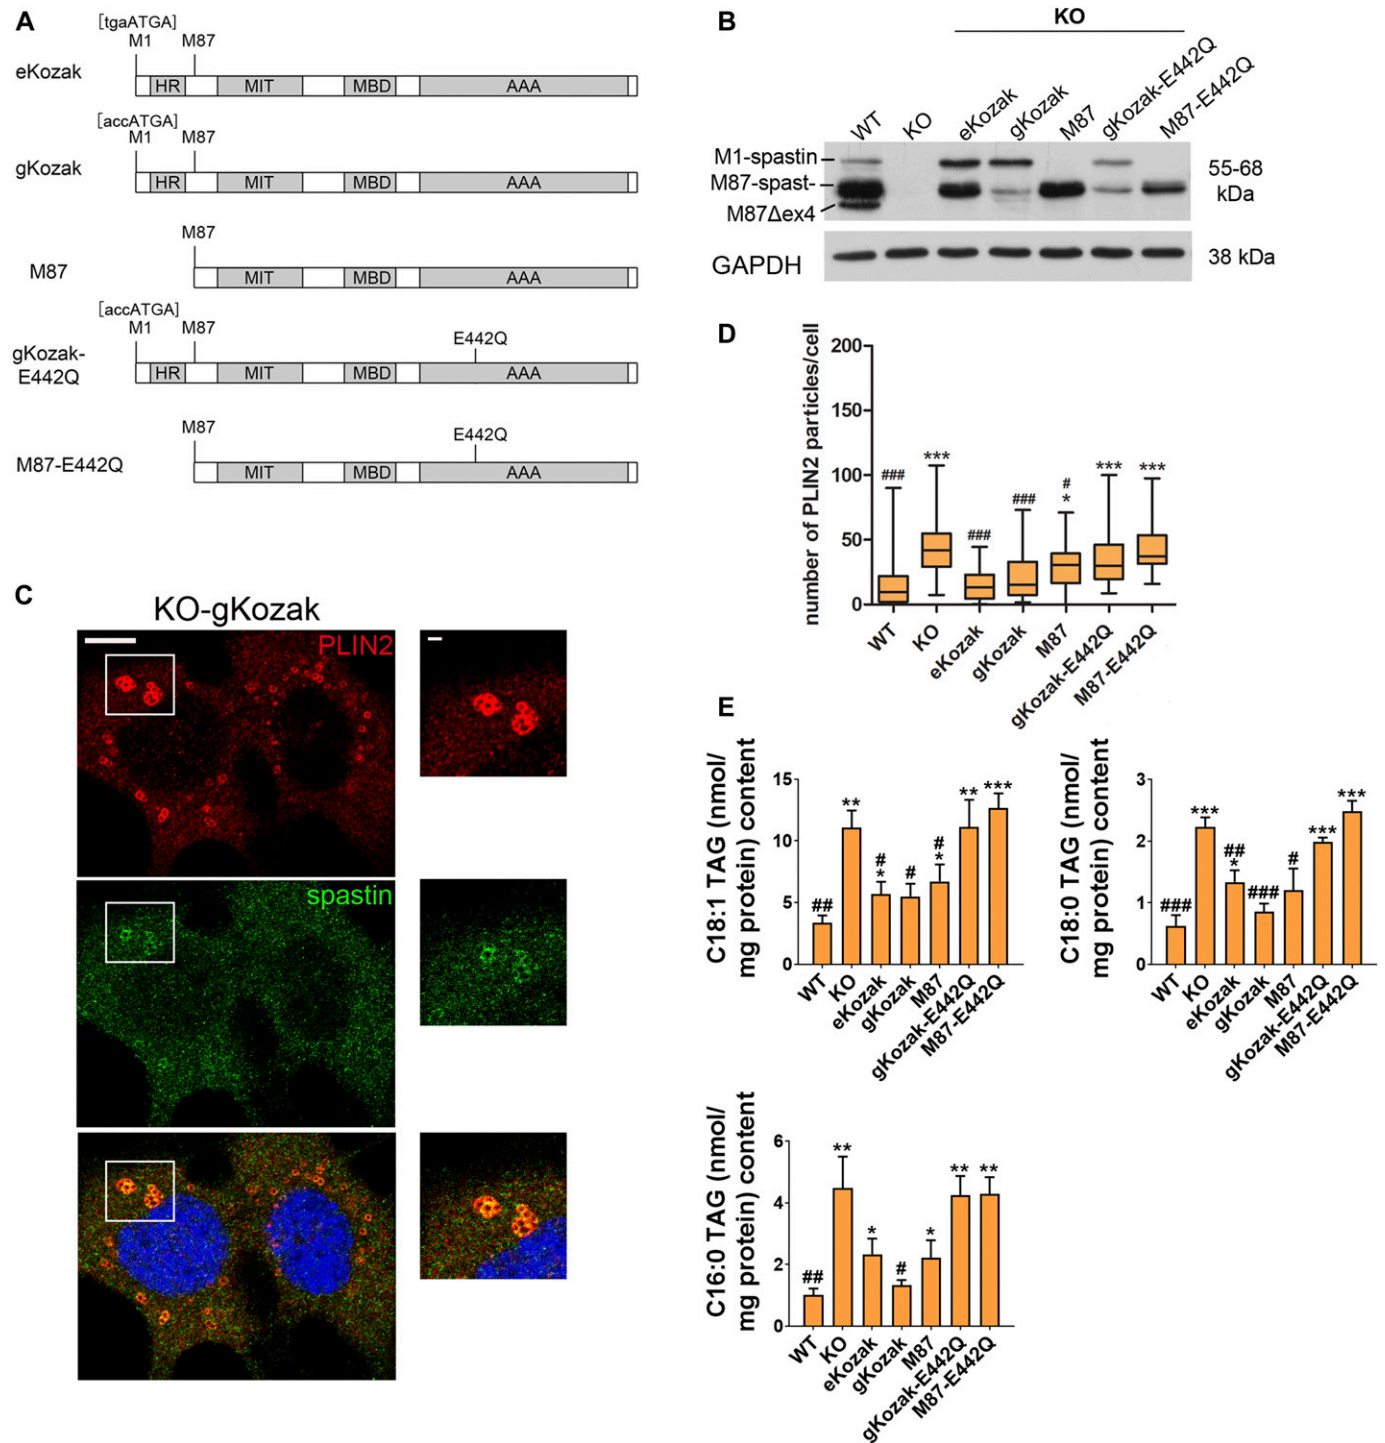 A
[tgaATGA]
M1 M87
eKozak
HR MIT MBD AAA
[accATGA]
M1 M87
gKozak
HR MIT MBD AAA
M87
M87
MIT MBD AAA
[accATGA]
M1 M87
E442Q
gKozak-
E442Q
HR MIT MBD AAA
M87
E442Q
M87-E442Q
MIT MBD AAA
B
KO
WT KO eKozak gKozak M87 gKozak-E442Q M87-E442Q
M1-spastin
M87-spast-
M87Δex4
55-68
kDa
GAPDH
38 kDa
C
KO-gKozak
PLIN2
spastin
D
number of PLIN2 particles/cell
200
150
100
50
0
###
***
###
###
#
*
***
***
WT KO eKozak gKozak M87 gKozak-E442Q M87-E442Q
E
C18:1 TAG (nmol/
mg protein) content
15
10
5
0
##
**
#
*
#
#
*
**
***
WT KO eKozak gKozak M87 gKozak-E442Q M87-E442Q
C18:0 TAG (nmol/
mg protein) content
3
2
1
0
###
***
##
*
###
#
***
***
WT KO eKozak gKozak M87 gKozak-E442Q M87-E442Q
C16:0 TAG (nmol/
mg protein) content
6
4
2
0
##
**
*
#
*
**
**
WT KO eKozak gKozak M87 gKozak-E442Q M87-E442Q